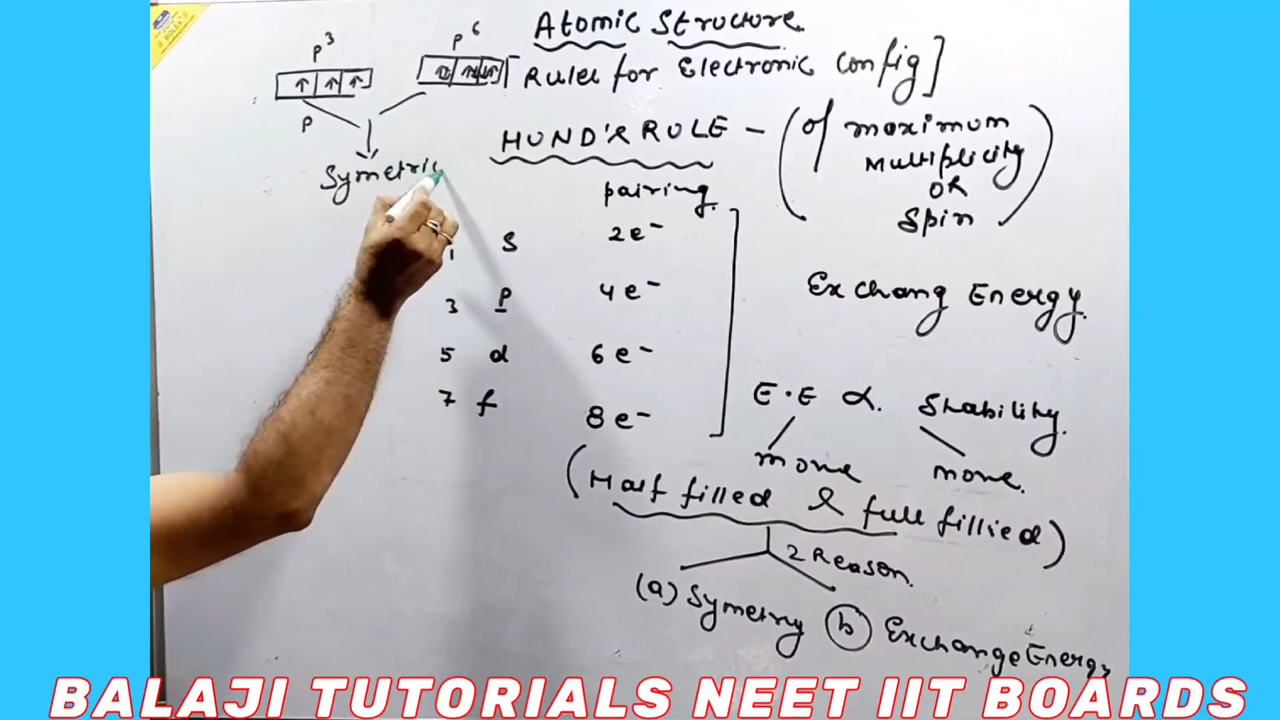 Atomic Structure
[Rules for Electronic Config]
p3
p6
p
Symetric
HUND'S RULE - (of maximum
Multiplicity
OR
Spin)
pairing
1 s 2e-
3 p 4e-
5 d 6e-
7 f 8e-
Exchang Energy.
E.E α. Stability.
more more.
(Half filled & full fillied)
2 Reason.
(a) Symetry (b) Exchange Energy
BALAJI TUTORIALS NEET IIT BOARDS